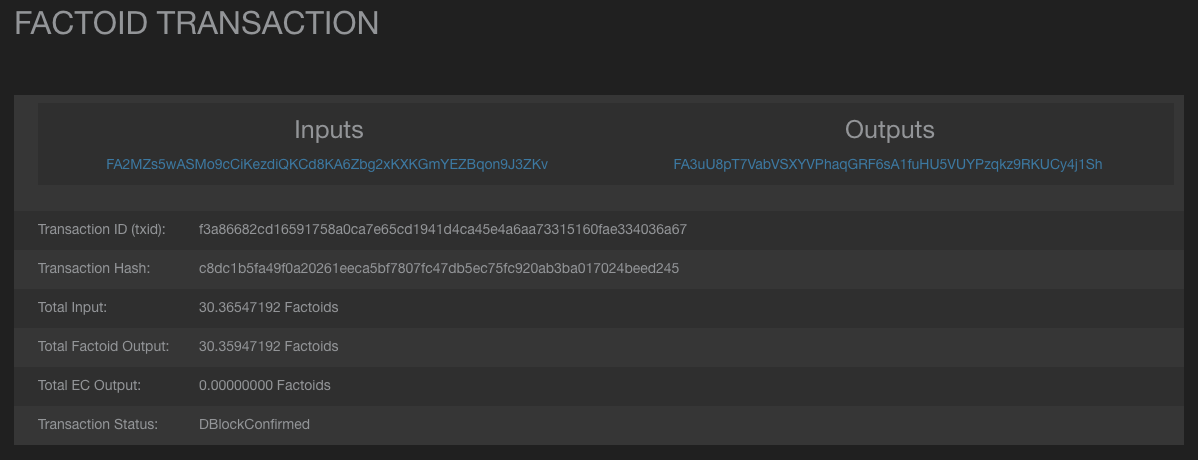 FACTOID TRANSACTION
Inputs Outputs
FA2MZs5wASMo9cCiKezdiQKCd8KA6Zbg2xKXKGmYEZBqon9J3ZKv FA3uU8pT7VabVSXYVPhaqGRF6sA1fuHU5VUYPzqkz9RKUCy4j1Sh
Transaction ID (txid): f3a86682cd16591758a0ca7e65cd1941d4ca45e4a6aa73315160fae334036a67
Transaction Hash: c8dc1b5fa49f0a20261eeca5bf7807fc47db5ec75fc920ab3ba017024beed245
Total Input: 30.36547192 Factoids
Total Factoid Output: 30.35947192 Factoids
Total EC Output: 0.00000000 Factoids
Transaction Status: DBlockConfirmed